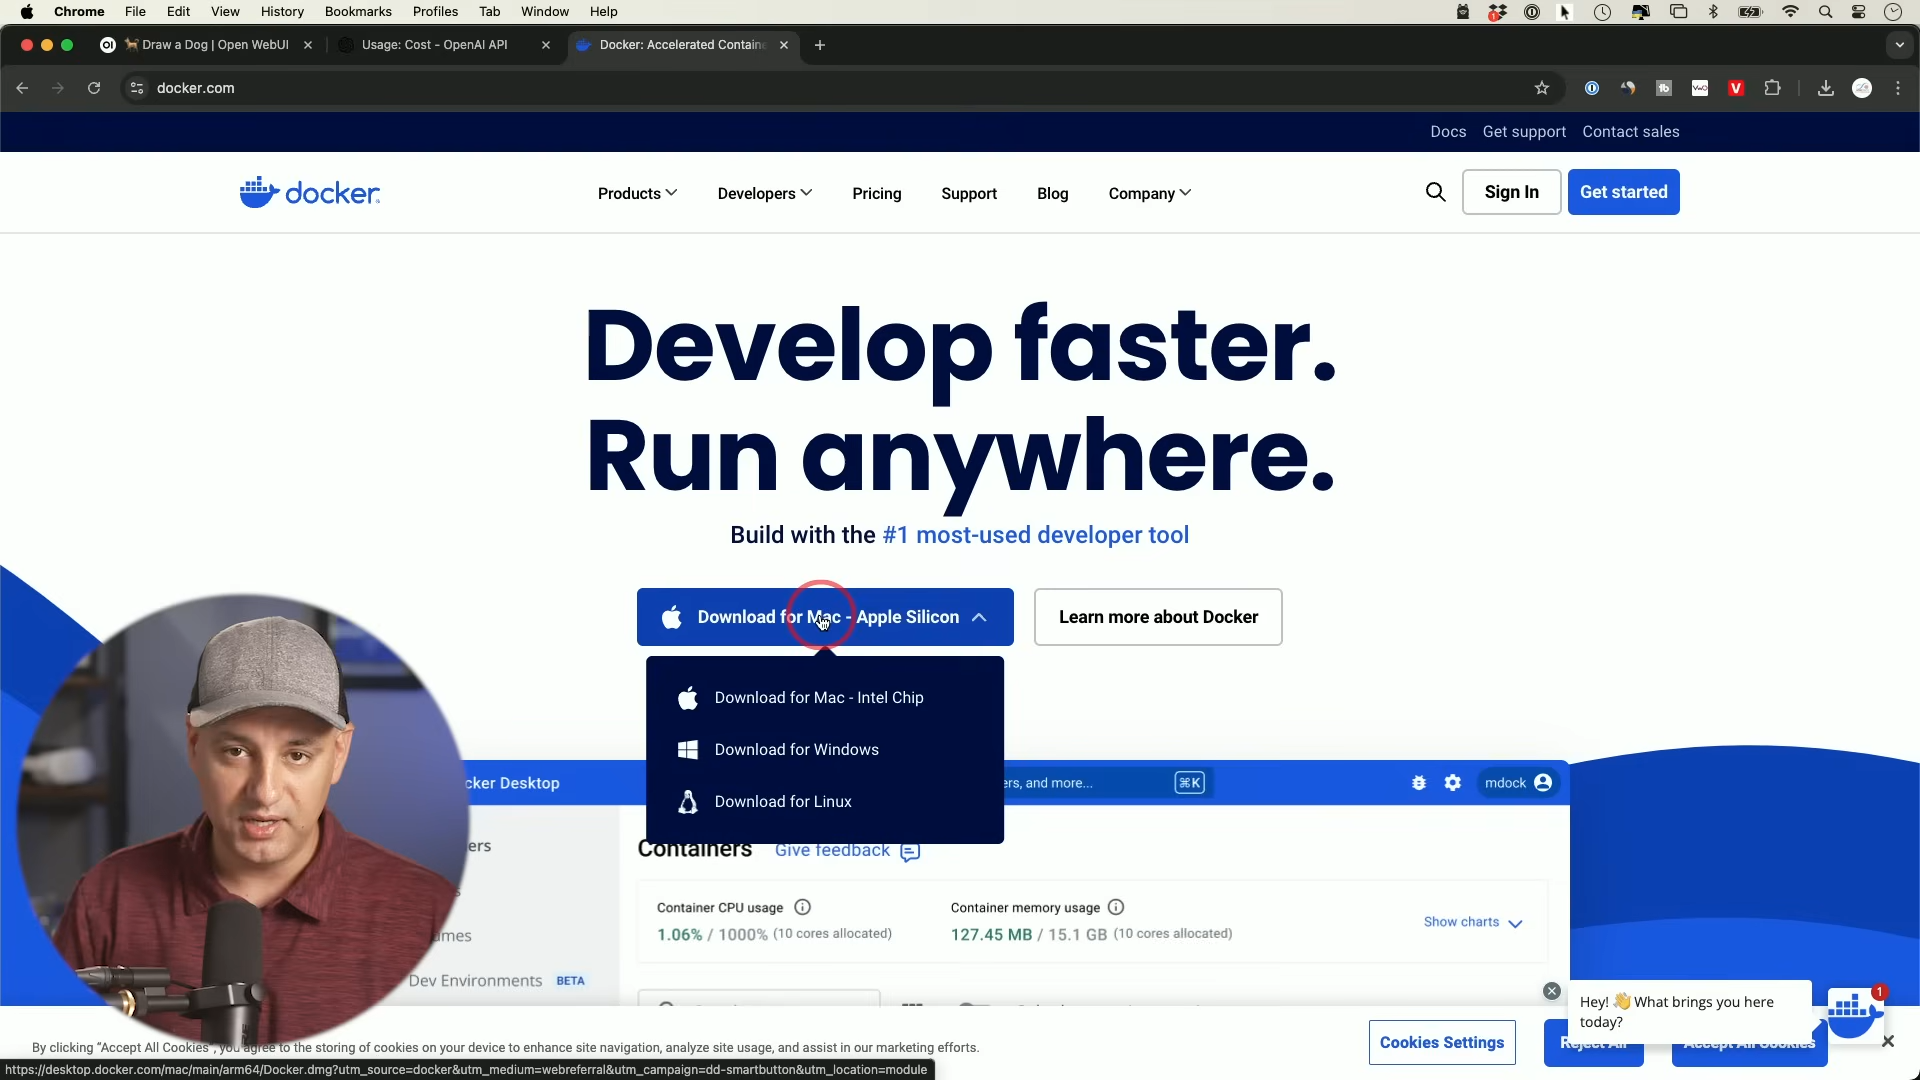 Chrome File Edit View History Bookmarks Profiles Tab Window Help
Draw a Dog | Open WebUI
Usage: Cost - OpenAI API
Docker: Accelerated Containe
docker.com
Docs Get support Contact sales
docker
Products Developers Pricing Support Blog Company Sign In Get started
Develop faster.
Run anywhere.
Build with the #1 most-used developer tool
Download for Mac - Apple Silicon
Learn more about Docker
Download for Mac - Intel Chip
Download for Windows
Download for Linux
cker Desktop
ers, and more...
⌘K
mdock
ers
Containers Give feedback
Container CPU usage
1.06% / 1000% (10 cores allocated)
Container memory usage
127.45 MB / 15.1 GB (10 cores allocated)
Show charts
umes
Dev Environments BETA
Hey! 👋 What brings you here
today?
1
By clicking “Accept All Cookies”, you agree to the storing of cookies on your device to enhance site navigation, analyze site usage, and assist in our marketing efforts.
Cookies Settings
Reject All
Accept All Cookies
https://desktop.docker.com/mac/main/arm64/Docker.dmg?utm_source=docker&utm_medium=webreferral&utm_campaign=dd-smartbutton&utm_location=module